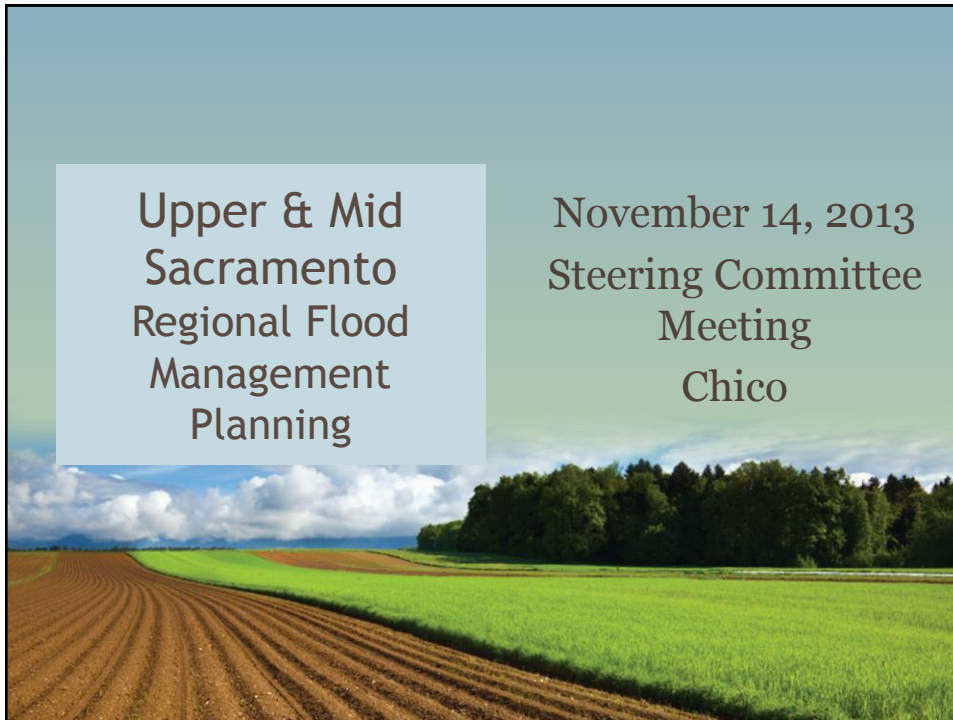 Upper & Mid
Sacramento
Regional Flood
Management
Planning
November 14, 2013
Steering Committee
Meeting
Chico